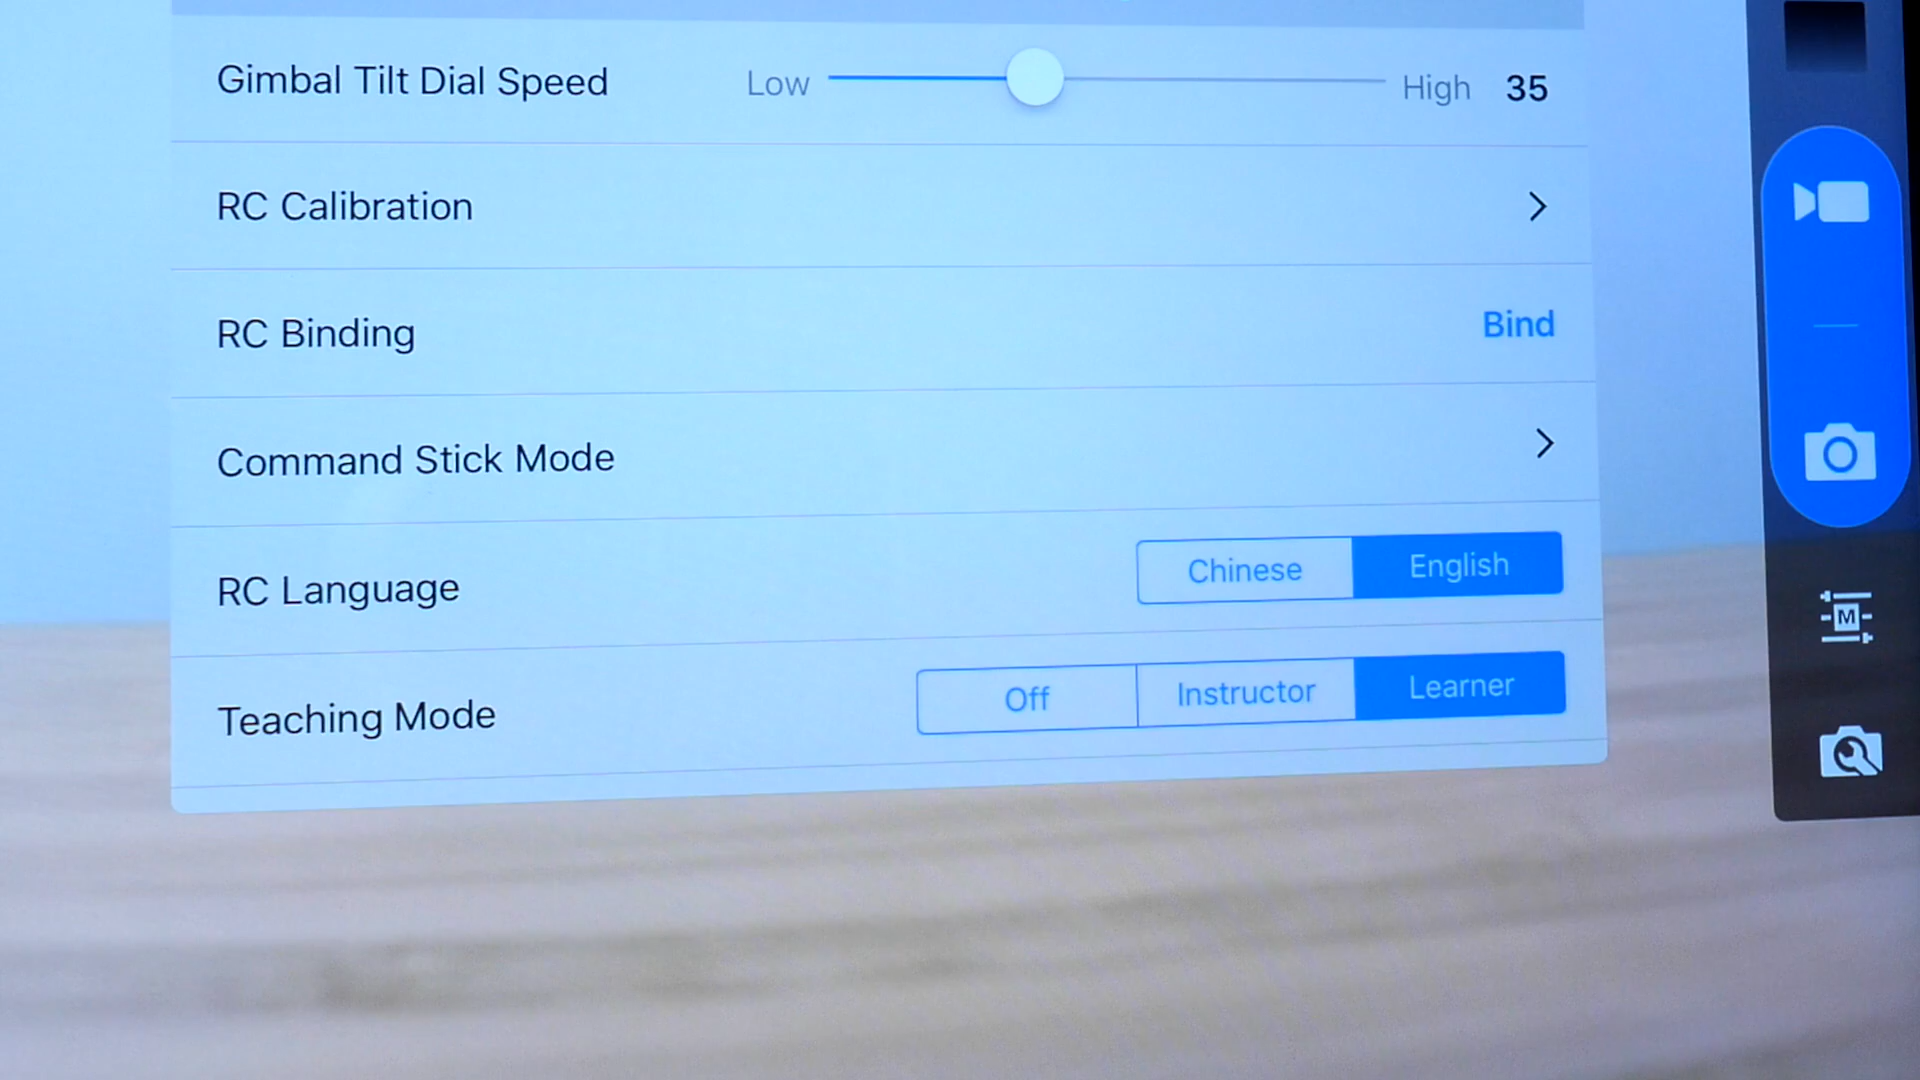 Gimbal Tilt Dial Speed Low High 35
RC Calibration
RC Binding Bind
Command Stick Mode
RC Language Chinese English
Teaching Mode Off Instructor Learner
M